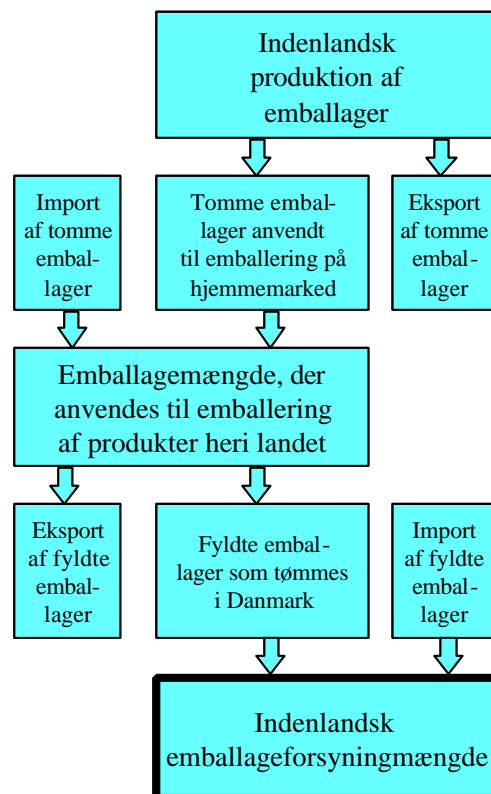 Indenlandsk
produktion af
emballager
Import
af tomme
embal-
lager
Tomme embal-
lager anvendt
til emballering på
hjemmemarked
Eksport
af tomme
embal-
lager
Emballagemængde, der
anvendes til emballering
af produkter heri landet
Eksport
af fyldte
embal-
lager
Fyldte embal-
lager som tømmes
i Danmark
Import
af fyldte
embal-
lager
Indenlandsk
emballageforsyningmængde